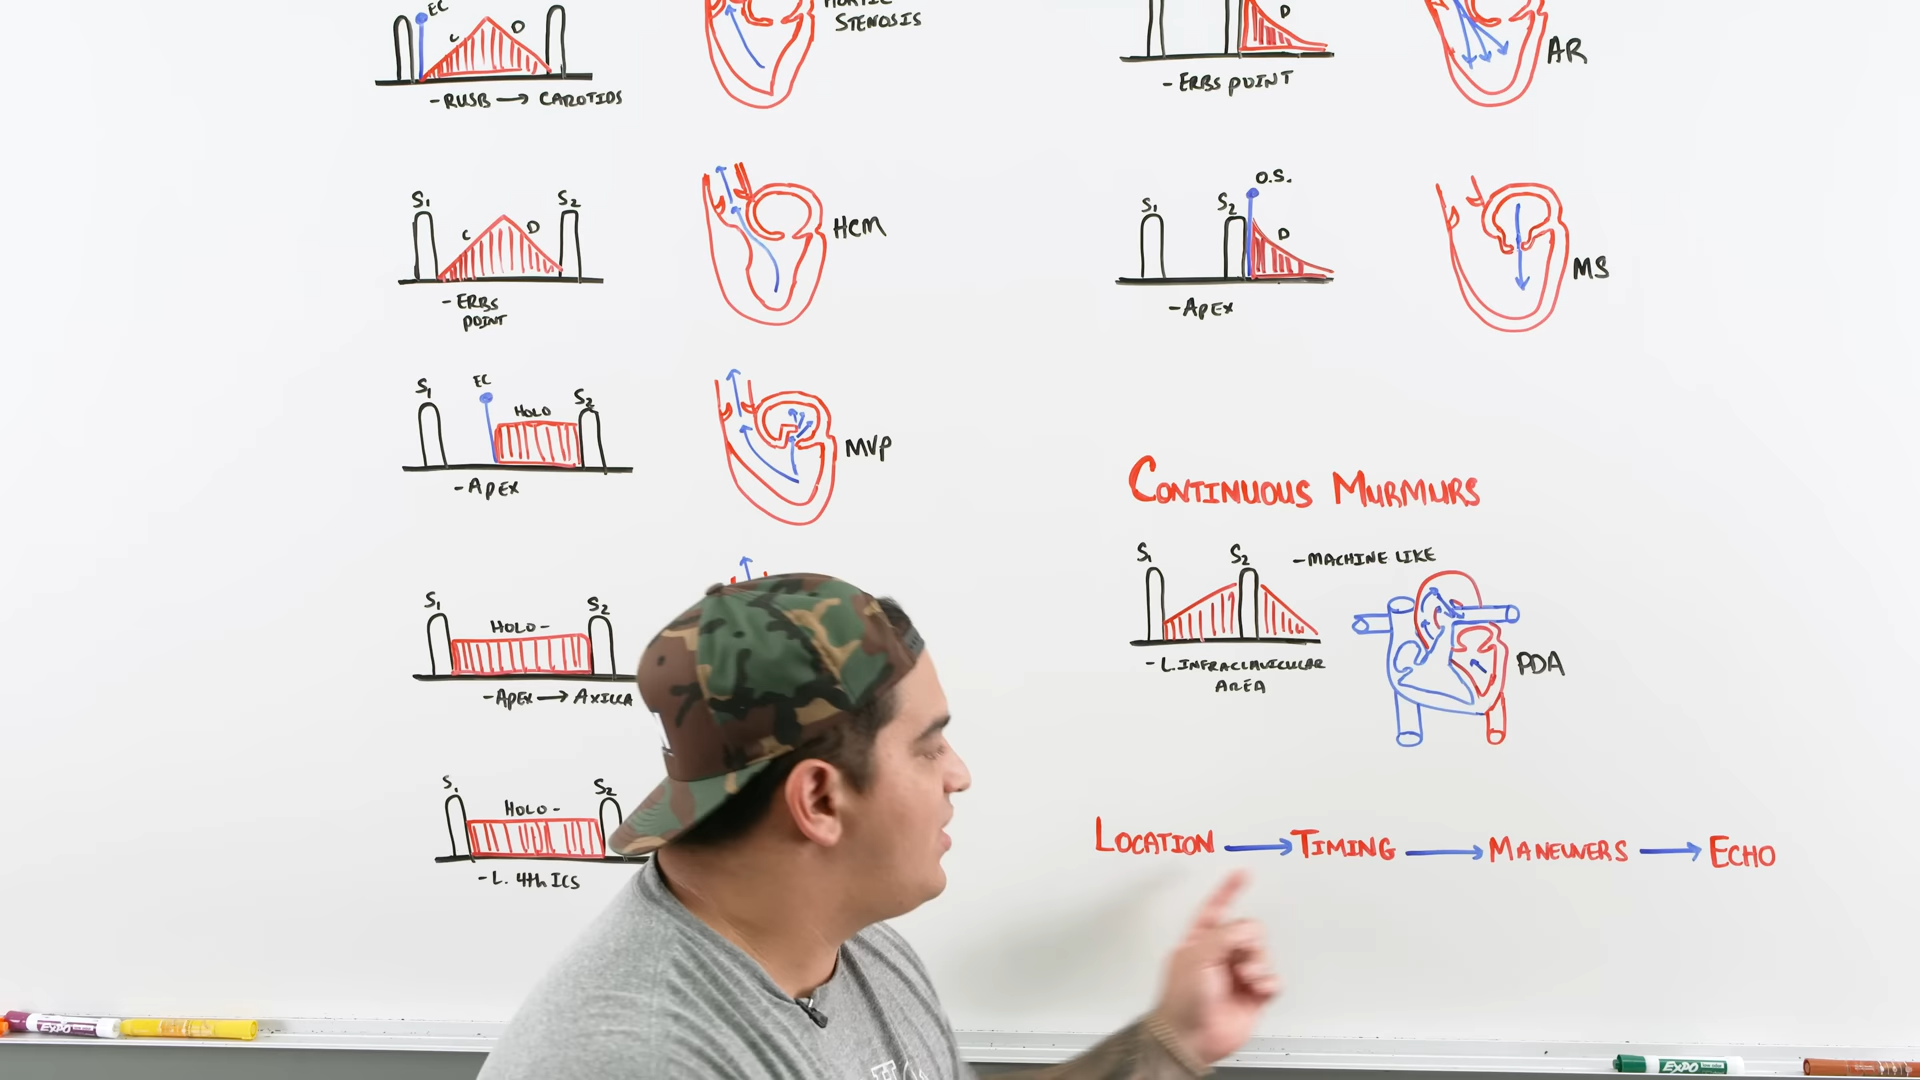 EC
C D
STENOSIS
- RUSB → CAROTIDS
S1 S2
C D
HCM
- ERBS
POINT
S1 EC S2
HOLO
MVP
- APEX
S1 S2
HOLO -
- APEX → AXILLA
S1 S2
HOLO -
- L. 4th ICS
D
AR
- ERBS POINT
O.S.
S1 S2
D
MS
- APEX
CONTINUOUS MURMURS
S1 S2 - MACHINE LIKE
- L. INFRACLAVICULAR
AREA
PDA
LOCATION → TIMING → MANEUVERS → ECHO
EXPO
EXPO